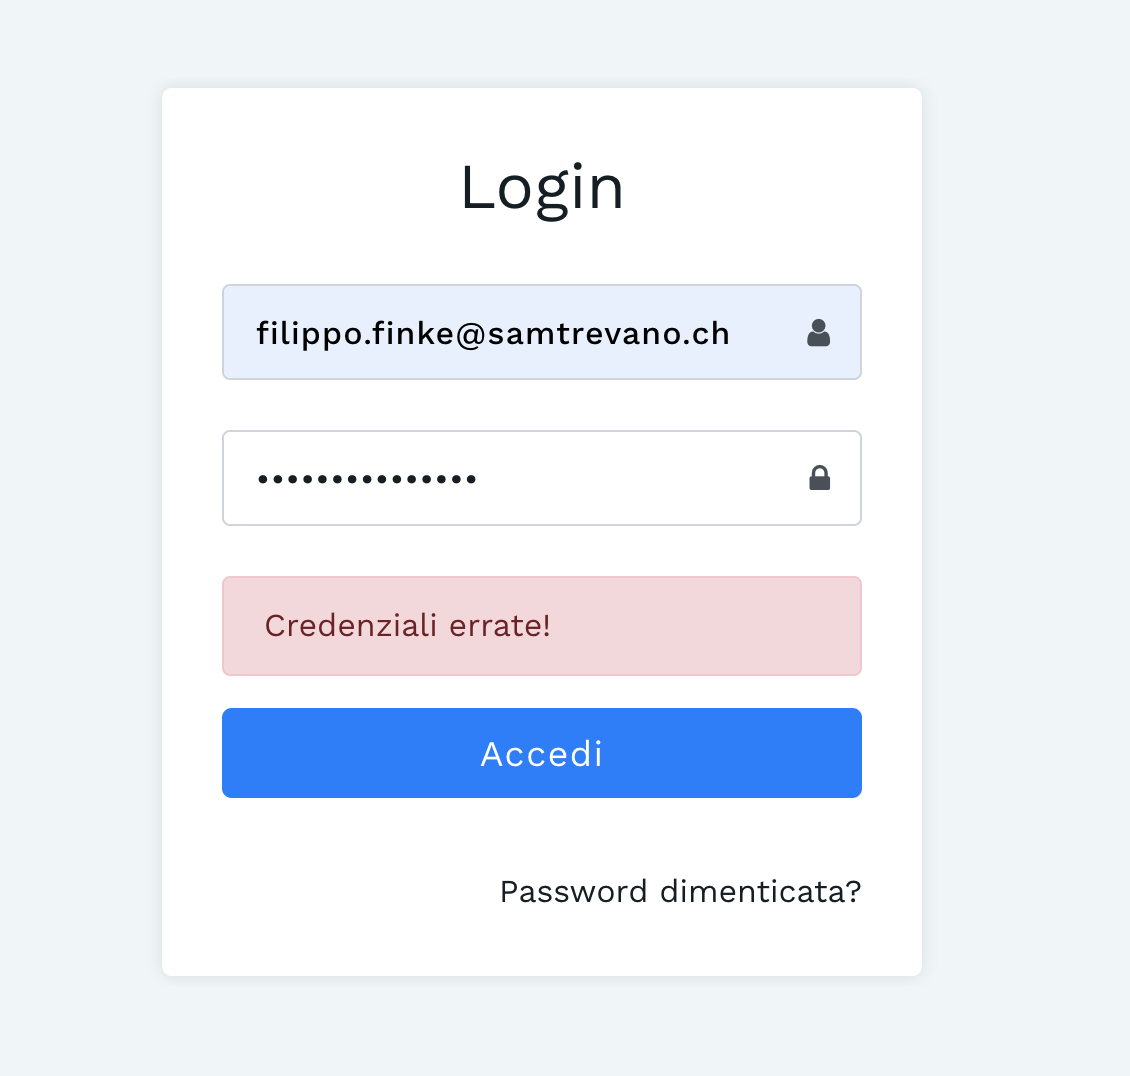 Login
filippo.finke@samtrevano.ch
•••••••••••••••
Credenziali errate!
Accedi
Password dimenticata?